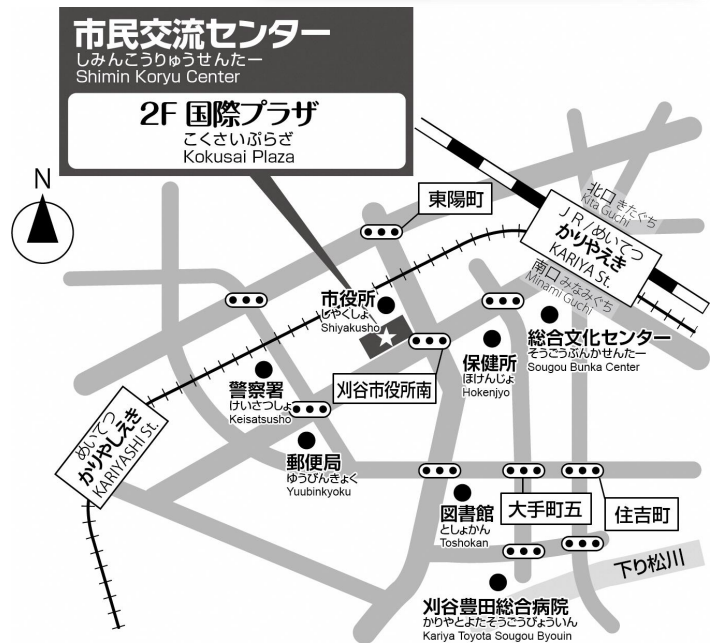 市民交流センター
しみんこうりゅうせんたー
Shimin Koryu Center
2F 国際プラザ
こくさいぷらざ
Kokusai Plaza
N
東陽町
北口 きたぐち
Kita Guchi
JR/めいてつ
かりやえき
KARIYA St.
南口 みなみぐち
Minami Guchi
市役所
しやくしょ
Shiyakusho
総合文化センター
そうごうぶんかせんたー
Sougou Bunka Center
保健所
ほけんじょ
Hokenjyo
警察署
けいさつしょ
Keisatsusho
刈谷市役所南
めいてつ
かりやしえき
KARIYASHI St.
郵便局
ゆうびんきょく
Yuubinkyoku
図書館
としょかん
Toshokan
大手町五
住吉町
下り松川
刈谷豊田総合病院
かりやとよたそうごうびょういん
Kariya Toyota Sougou Byouin